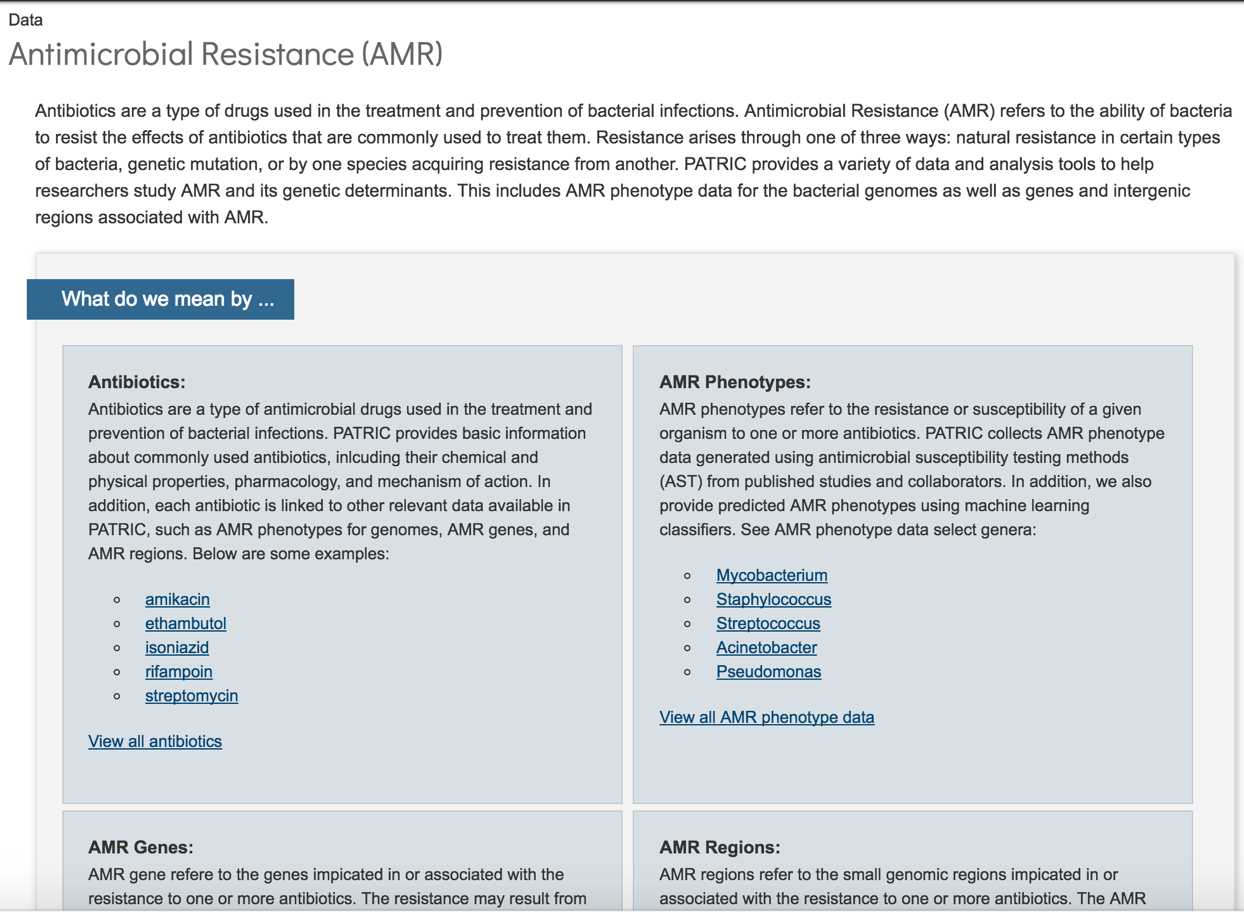 Data
Antimicrobial Resistance (AMR)
Antibiotics are a type of drugs used in the treatment and prevention of bacterial infections. Antimicrobial Resistance (AMR) refers to the ability of bacteria
to resist the effects of antibiotics that are commonly used to treat them. Resistance arises through one of three ways: natural resistance in certain types
of bacteria, genetic mutation, or by one species acquiring resistance from another. PATRIC provides a variety of data and analysis tools to help
researchers study AMR and its genetic determinants. This includes AMR phenotype data for the bacterial genomes as well as genes and intergenic
regions associated with AMR.
What do we mean by ...
Antibiotics:
Antibiotics are a type of antimicrobial drugs used in the treatment and
prevention of bacterial infections. PATRIC provides basic information
about commonly used antibiotics, inlcuding their chemical and
physical properties, pharmacology, and mechanism of action. In
addition, each antibiotic is linked to other relevant data available in
PATRIC, such as AMR phenotypes for genomes, AMR genes, and
AMR regions. Below are some examples:
amikacin
ethambutol
isoniazid
rifampoin
streptomycin
View all antibiotics
AMR Phenotypes:
AMR phenotypes refer to the resistance or susceptibility of a given
organism to one or more antibiotics. PATRIC collects AMR phenotype
data generated using antimicrobial susceptibility testing methods
(AST) from published studies and collaborators. In addition, we also
provide predicted AMR phenotypes using machine learning
classifiers. See AMR phenotype data select genera:
Mycobacterium
Staphylococcus
Streptococcus
Acinetobacter
Pseudomonas
View all AMR phenotype data
AMR Genes:
AMR gene refere to the genes impicated in or associated with the
resistance to one or more antibiotics. The resistance may result from
AMR Regions:
AMR regions refer to the small genomic regions impicated in or
associated with the resistance to one or more antibiotics. The AMR